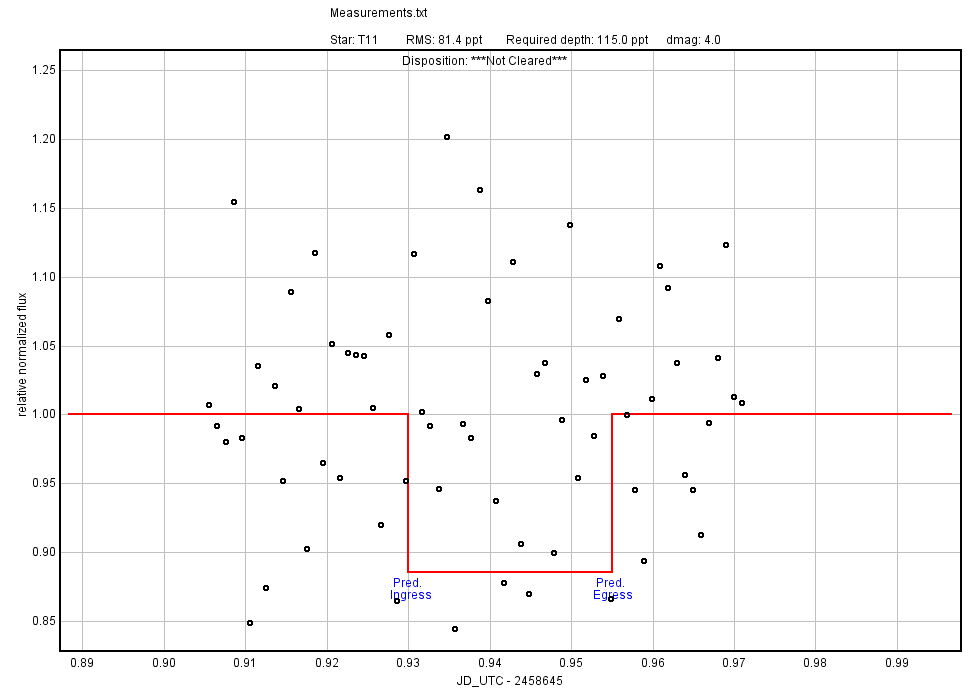 Measurements.txt
Star: T11 RMS: 81.4 ppt Required depth: 115.0 ppt dmag: 4.0
Disposition: ***Not Cleared***
1.25
1.20
1.15
1.10
1.05
1.00
0.95
0.90
0.85
relative normalized flux
Pred. Pred.
Ingress Egress
0.89 0.90 0.91 0.92 0.93 0.94 0.95 0.96 0.97 0.98 0.99
JD_UTC - 2458645